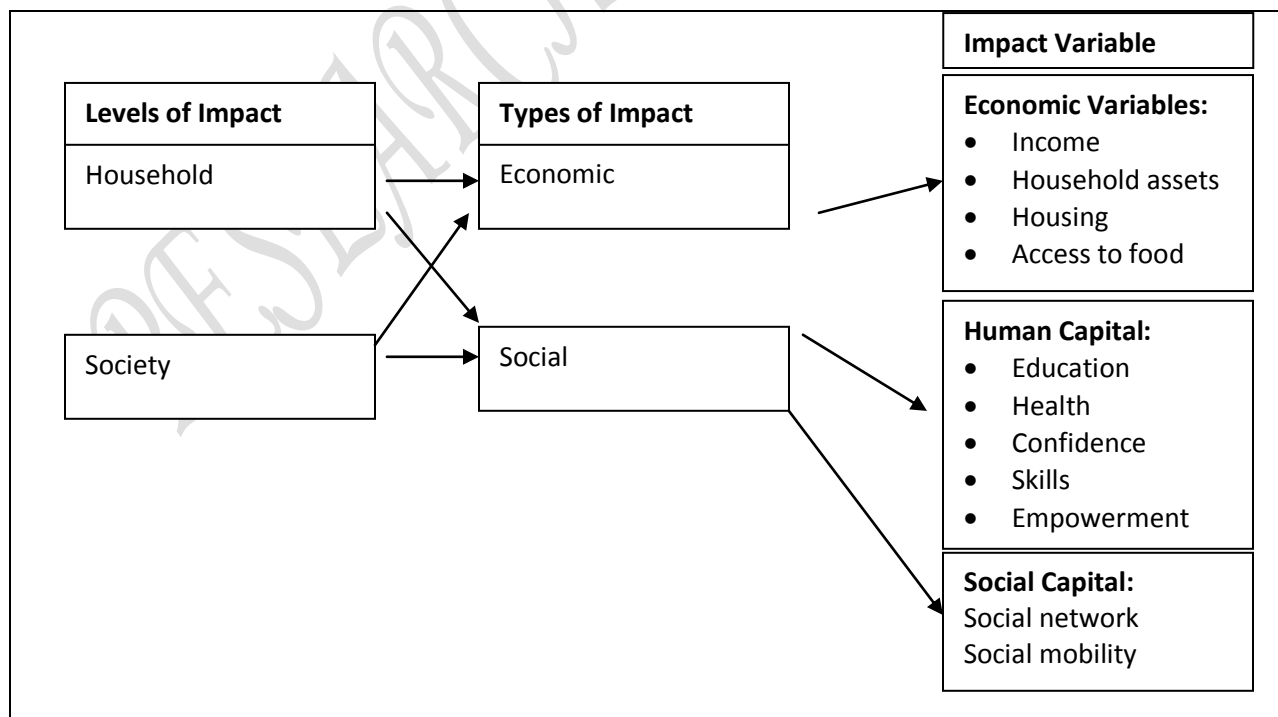 Levels of Impact
Household
Society
Types of Impact
Economic
Social
Impact Variable
Economic Variables:
• Income
• Household assets
• Housing
• Access to food
Human Capital:
• Education
• Health
• Confidence
• Skills
• Empowerment
Social Capital:
Social network
Social mobility